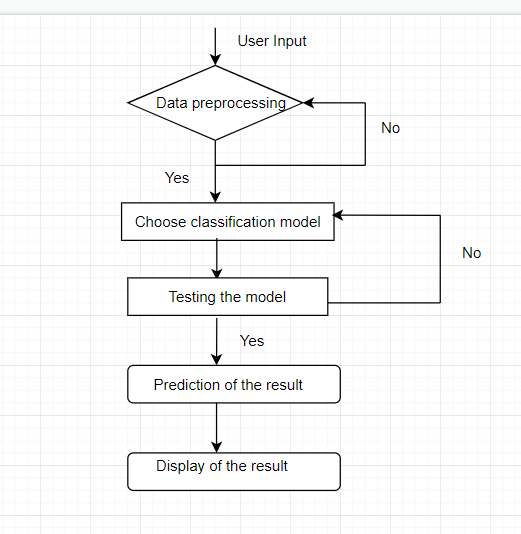 User Input
Data preprocessing
No
Yes
Choose classification model
No
Testing the model
Yes
Prediction of the result
Display of the result